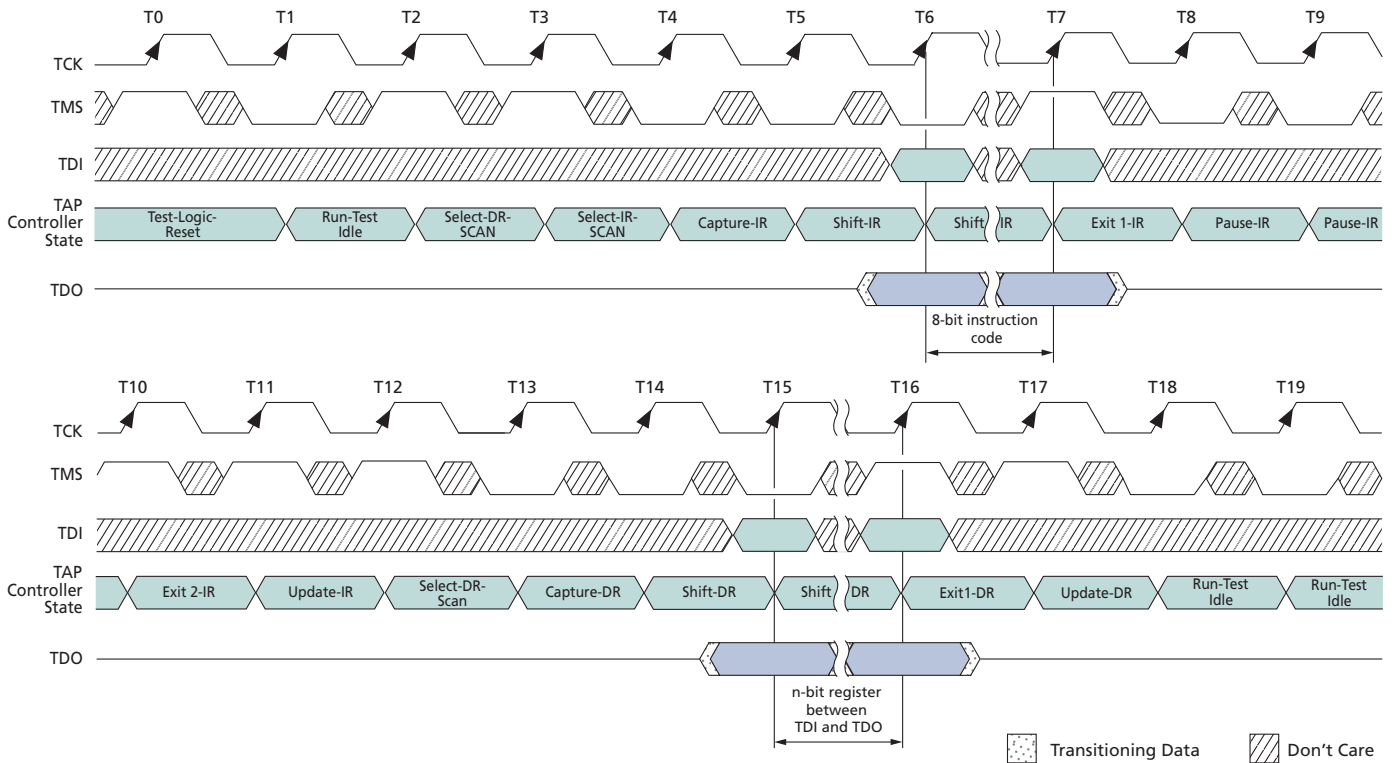 T0 T1 T2 T3 T4 T5 T6 T7 T8 T9
TCK
TMS
TDI
TAP
Controller
State
Test-Logic-
Reset
Run-Test
Idle
Select-DR-
SCAN
Select-IR-
SCAN
Capture-IR
Shift-IR
Shift IR
Exit 1-IR
Pause-IR
Pause-IR
TDO
8-bit instruction
code
T10 T11 T12 T13 T14 T15 T16 T17 T18 T19
TCK
TMS
TDI
TAP
Controller
State
Exit 2-IR
Update-IR
Select-DR-
Scan
Capture-DR
Shift-DR
Shift DR
Exit1-DR
Update-DR
Run-Test
Idle
Run-Test
Idle
TDO
n-bit register
between
TDI and TDO
Transitioning Data
Don't Care